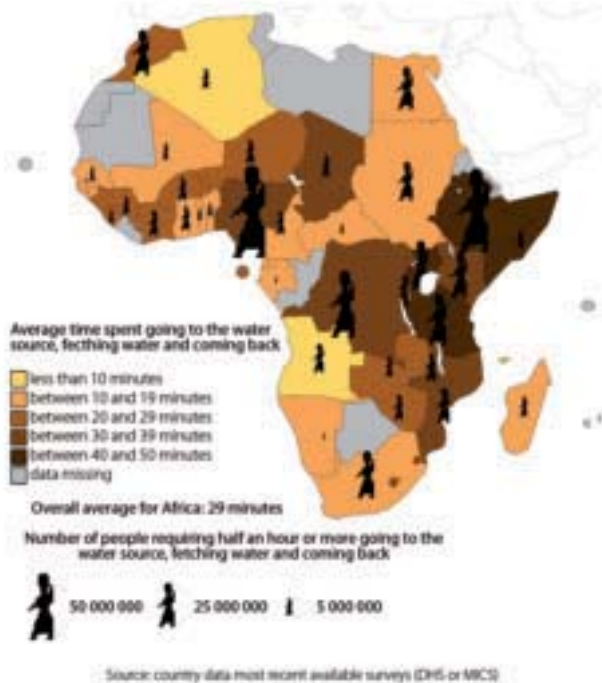 Average time spent going to the water
source, fecthing water and coming back
less than 10 minutes
between 10 and 19 minutes
between 20 and 29 minutes
between 30 and 39 minutes
between 40 and 50 minutes
data missing
Overall average for Africa: 29 minutes
Number of people requiring half an hour or more going to the
water source, fetching water and coming back
50 000 000
25 000 000
5 000 000
Source: country data most recent available surveys (DHS or MICS)